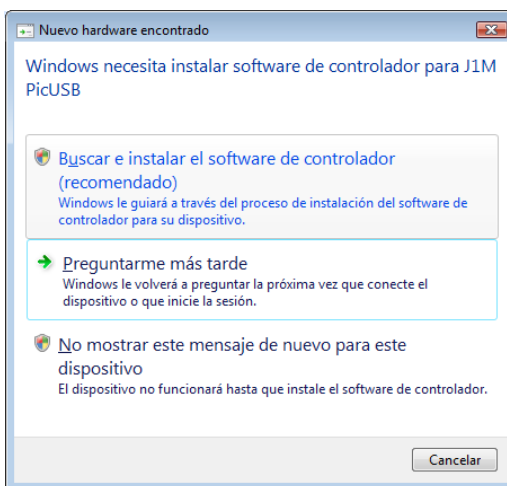 Nuevo hardware encontrado
Windows necesita instalar software de controlador para J1M
PicUSB
Buscar e instalar el software de controlador
(recomendado)
Windows le guiará a través del proceso de instalación del software de
controlador para su dispositivo.
Preguntarme más tarde
Windows le volverá a preguntar la próxima vez que conecte el
dispositivo o que inicie la sesión.
No mostrar este mensaje de nuevo para este
dispositivo
El dispositivo no funcionará hasta que instale el software de controlador.
Cancelar